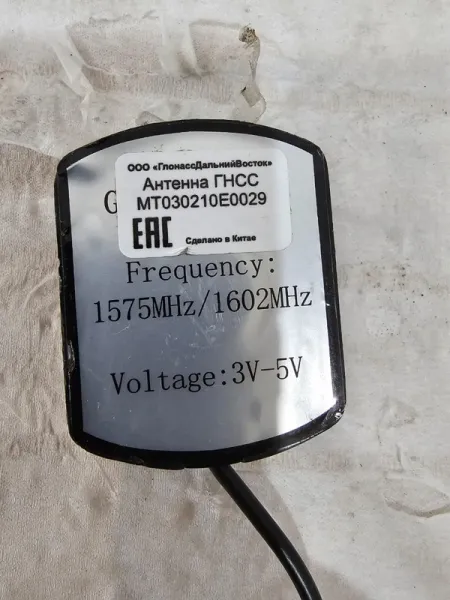 ООО «ГлонассДальнийВосток»
Антенна ГНСС
MT030210E0029
EAC Сделано в Китае
Frequency:
1575MHz/1602MHz
Voltage:3V-5V